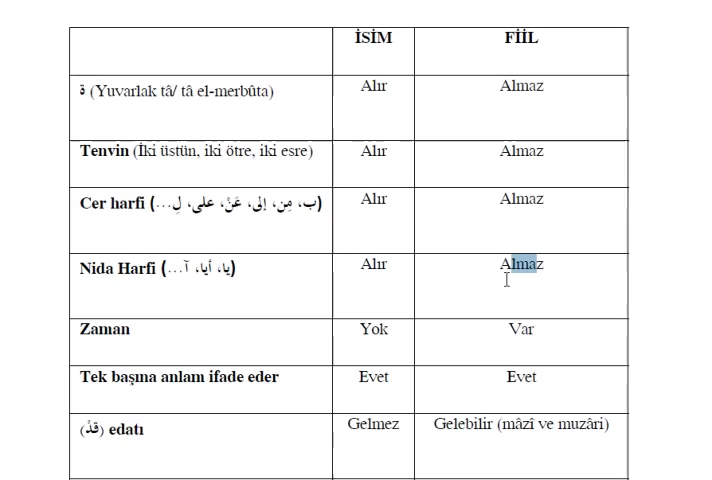 İSİM FİİL
ة (Yuvarlak tâ/ tâ el-merbûta) Alır Almaz
Tenvin (İki üstün, iki ötre, iki esre) Alır Almaz
Cer harfi (ب، مِن، إلى، عَنْ، على، لِ...) Alır Almaz
Nida Harfi (يا، أيا، آ...) Alır Almaz
Zaman Yok Var
Tek başına anlam ifade eder Evet Evet
(قدْ) edatı Gelmez Gelebilir (mâzî ve muzâri)